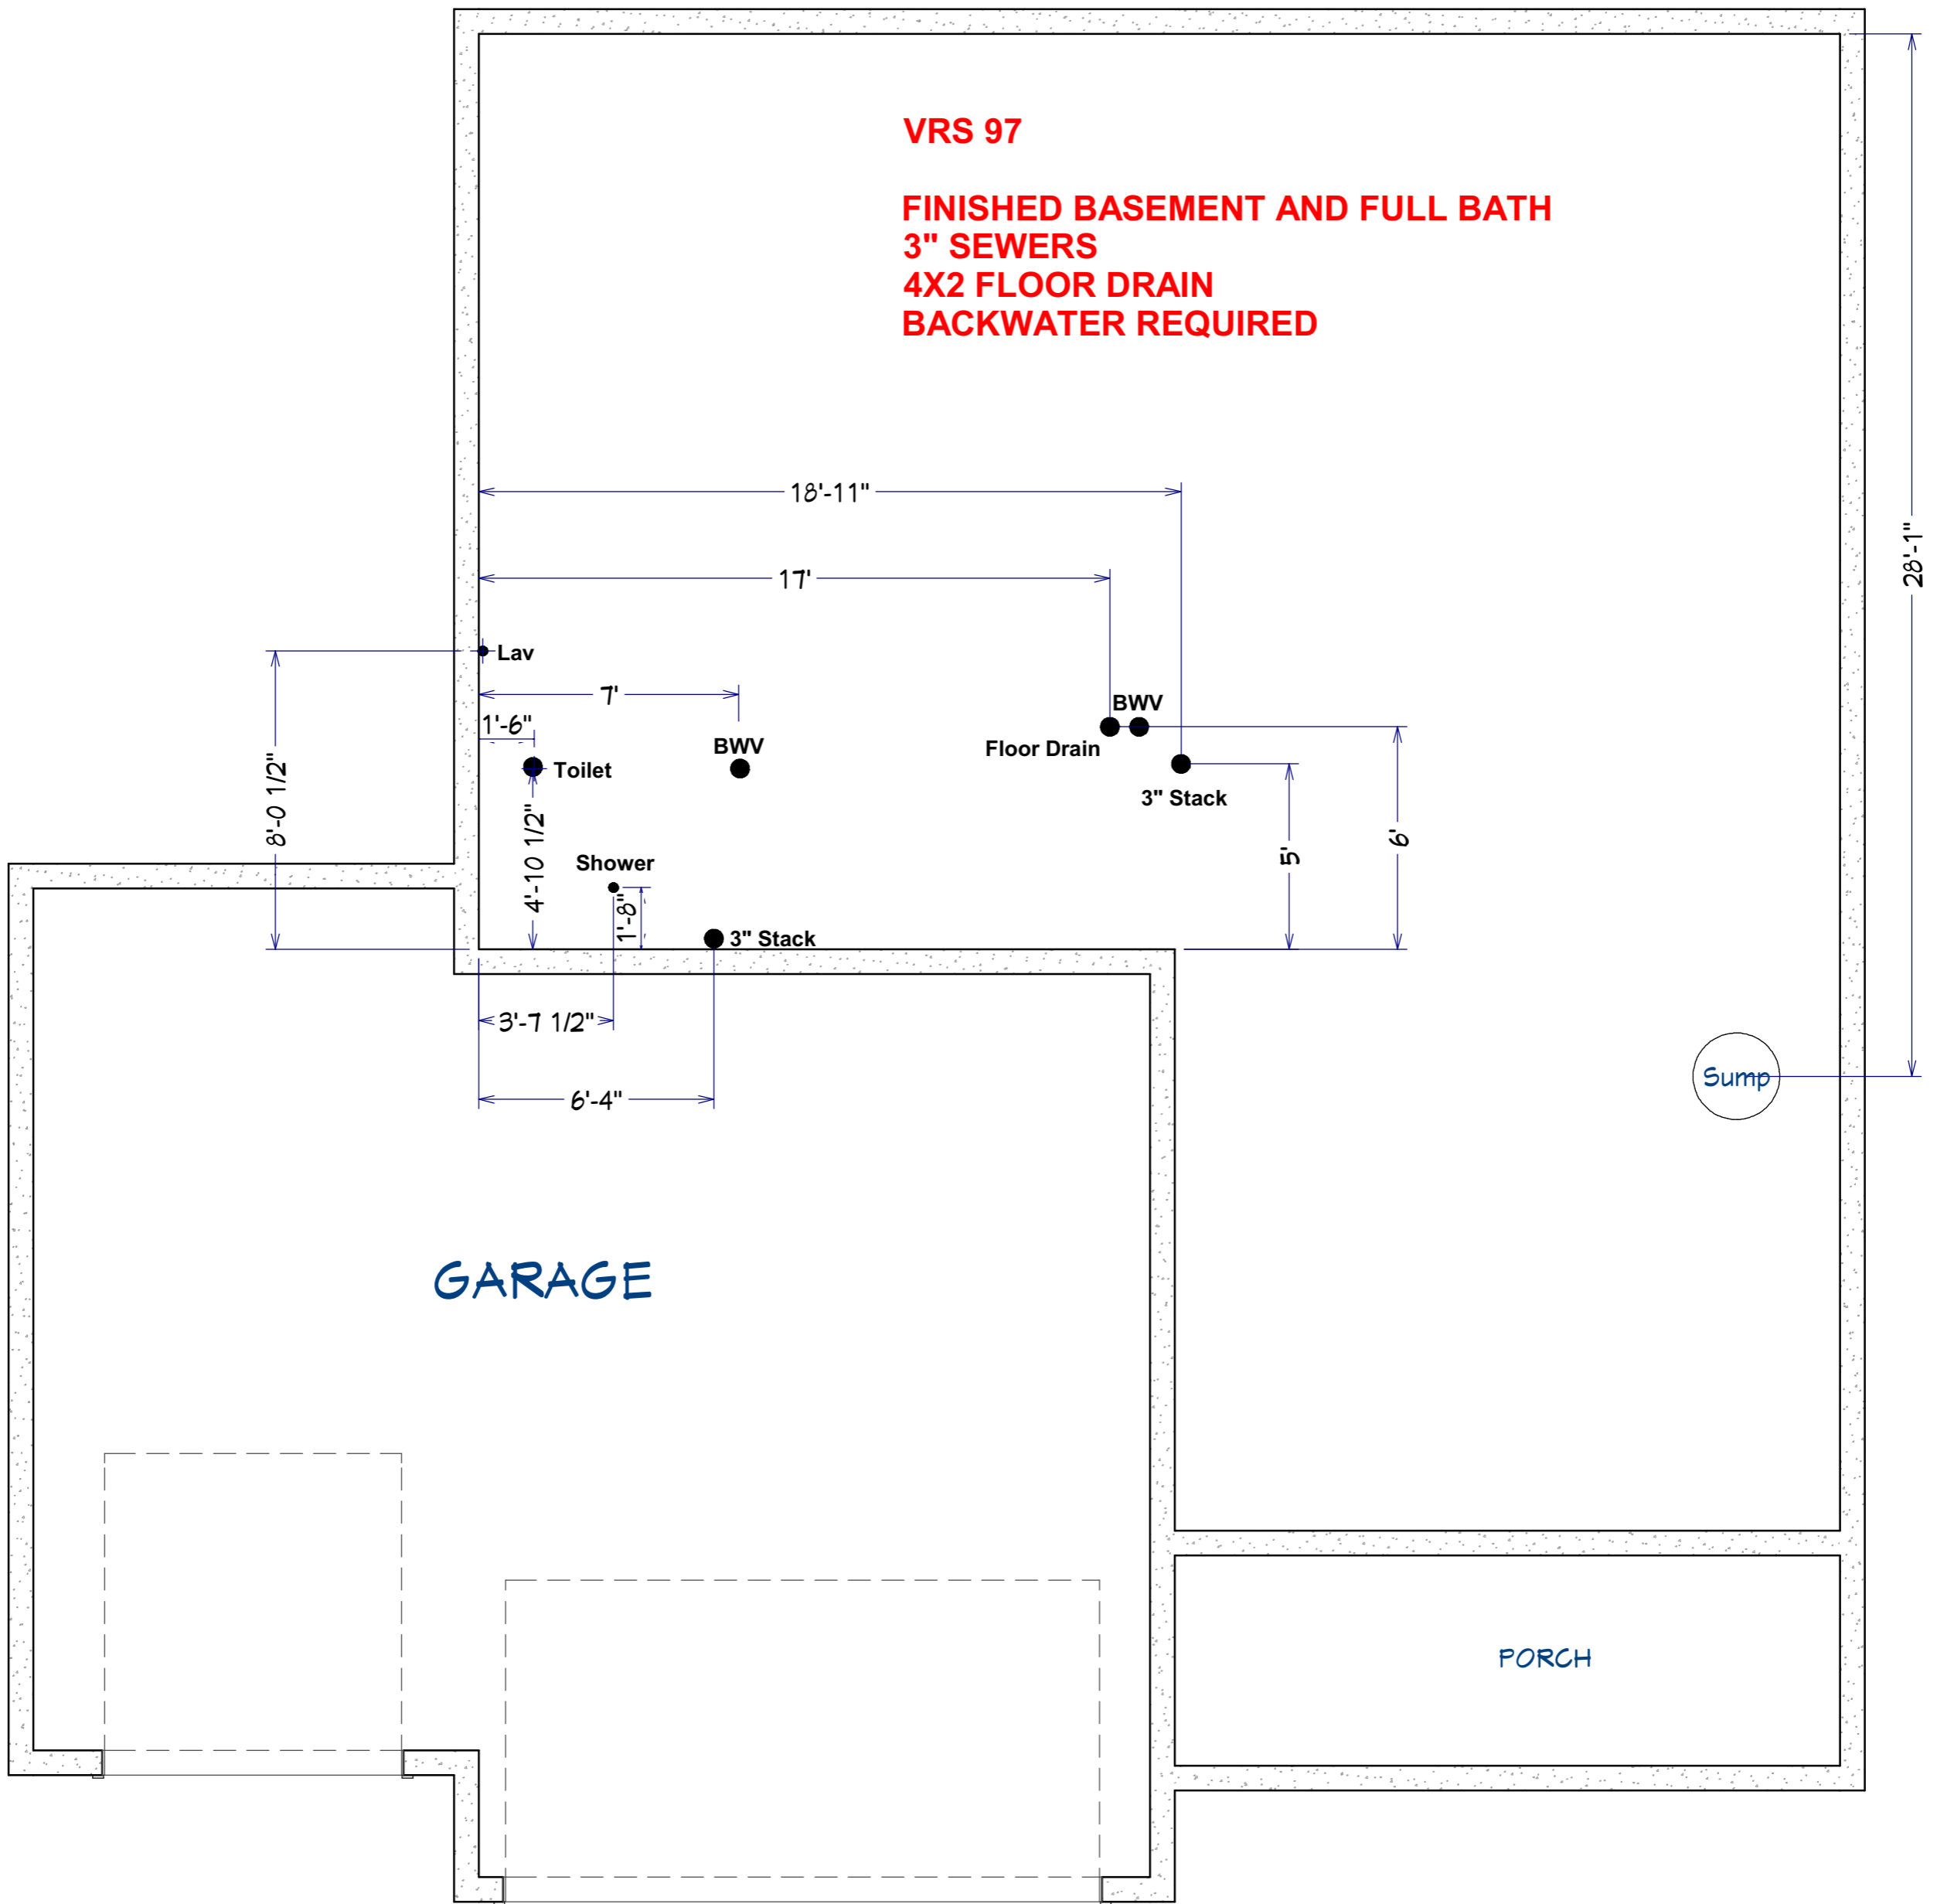 VRS 97
FINISHED BASEMENT AND FULL BATH
3" SEWERS
4X2 FLOOR DRAIN
BACKWATER REQUIRED
18'-11"
28'-1"
17'
Lav
7'
BWV
1'-6"
BWV
Floor Drain
Toilet
3" Stack
8'-0 1/2"
4'-10 1/2"
5'
6'
Shower
1'-8"
3" Stack
3'-7 1/2"
Sump
6'-4"
GARAGE
PORCH